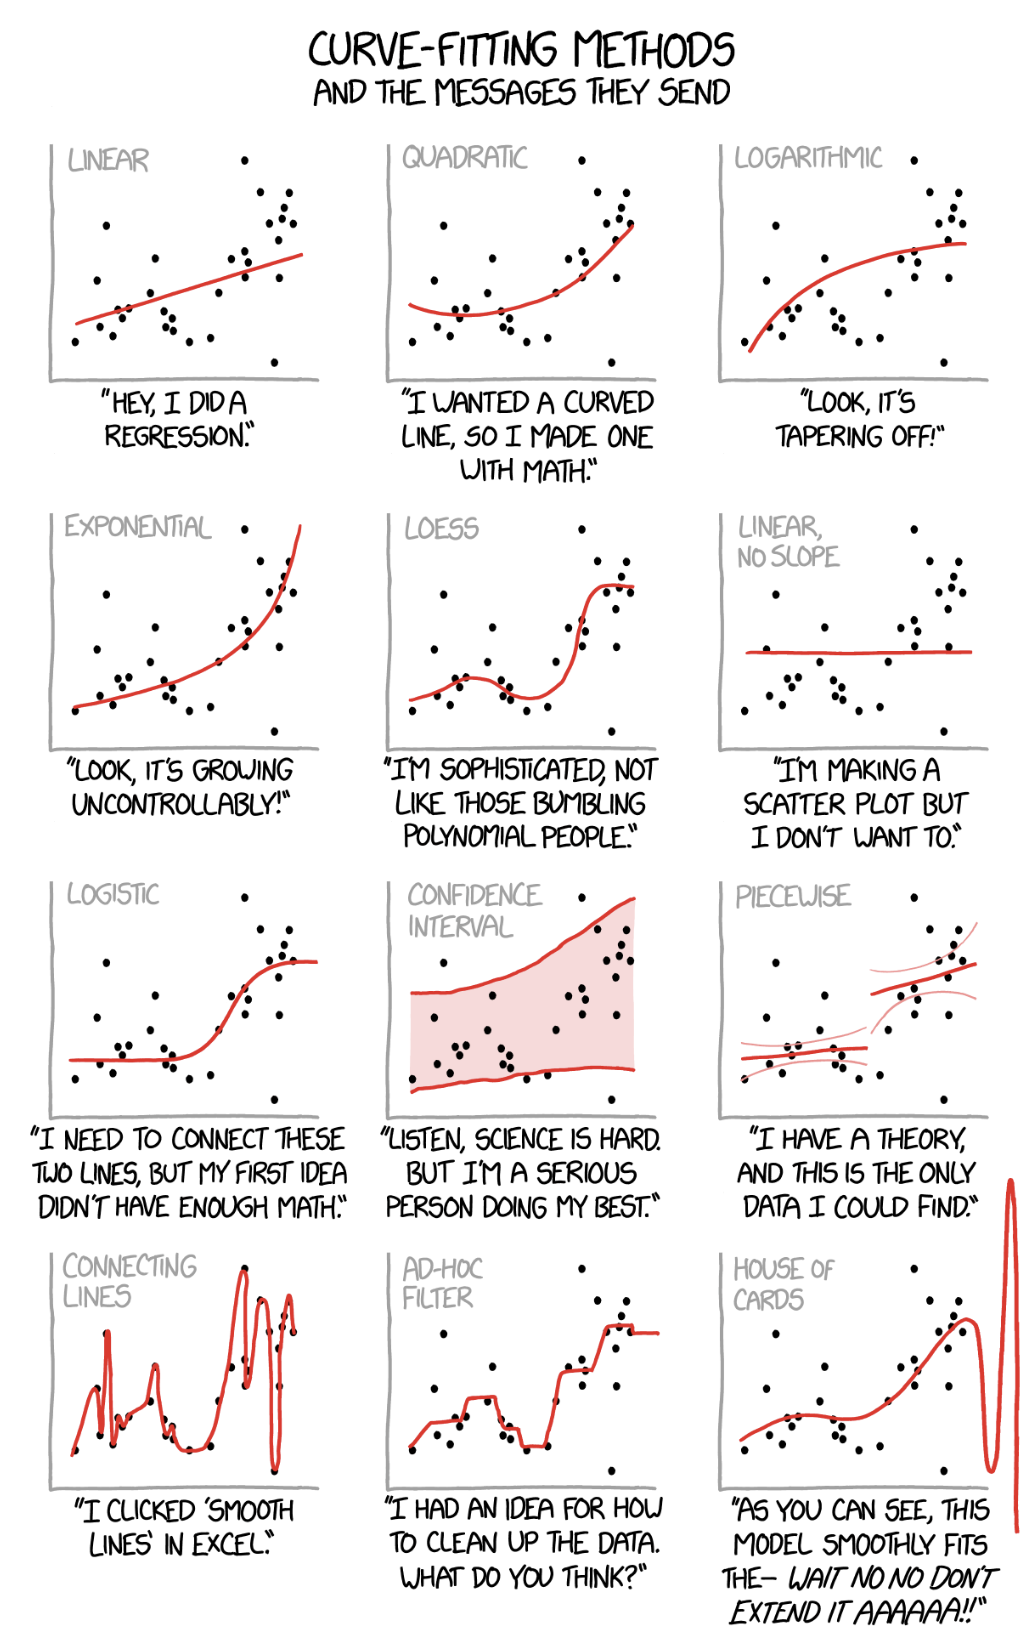 CURVE-FITTING METHODS
AND THE MESSAGES THEY SEND
LINEAR
"HEY, I DID A
REGRESSION."
QUADRATIC
"I WANTED A CURVED
LINE, SO I MADE ONE
WITH MATH."
LOGARITHMIC
"LOOK, IT'S
TAPERING OFF!"
EXPONENTIAL
"LOOK, IT'S GROWING
UNCONTROLLABLY!"
LOESS
"I'M SOPHISTICATED, NOT
LIKE THOSE BUMBLING
POLYNOMIAL PEOPLE."
LINEAR,
NO SLOPE
"I'M MAKING A
SCATTER PLOT BUT
I DON'T WANT TO."
LOGISTIC
"I NEED TO CONNECT THESE
TWO LINES, BUT MY FIRST IDEA
DIDN'T HAVE ENOUGH MATH."
CONFIDENCE
INTERVAL
"LISTEN, SCIENCE IS HARD.
BUT I'M A SERIOUS
PERSON DOING MY BEST."
PIECEWISE
"I HAVE A THEORY,
AND THIS IS THE ONLY
DATA I COULD FIND."
CONNECTING
LINES
"I CLICKED 'SMOOTH
LINES' IN EXCEL."
AD-HOC
FILTER
"I HAD AN IDEA FOR HOW
TO CLEAN UP THE DATA.
WHAT DO YOU THINK?"
HOUSE OF
CARDS
"AS YOU CAN SEE, THIS
MODEL SMOOTHLY FITS
THE— WAIT NO NO DON'T
EXTEND IT AAAAAA!!"